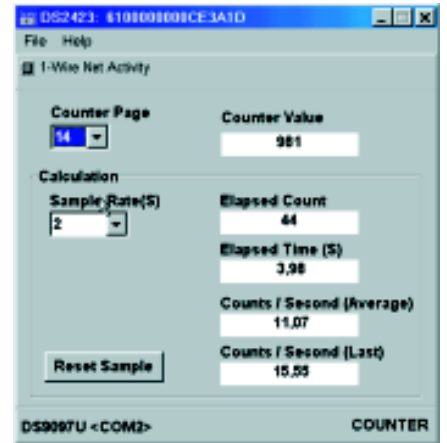 DS2423: 6100000000CE3A1D
File Help
1-Wire Net Activity
Counter Page
14
Counter Value
981
Calculation
Sample Rate(S)
2
Elapsed Count
44
Elapsed Time (S)
3,98
Counts / Second (Average)
11,07
Counts / Second (Last)
15,55
Reset Sample
DS9097U <COM2>
COUNTER